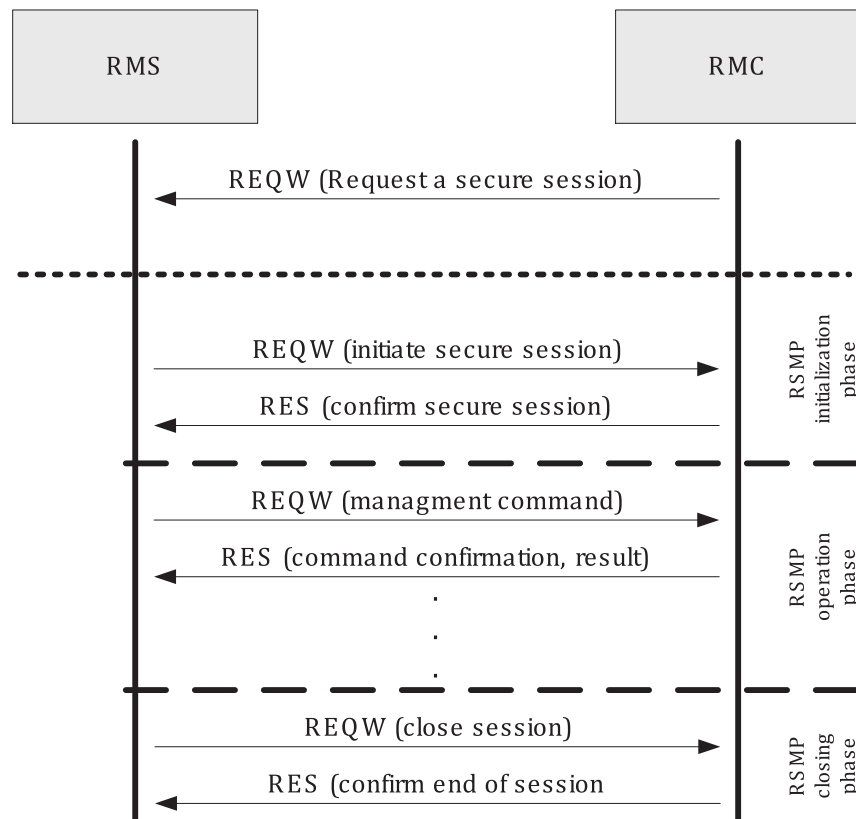 RMS
RMC
REQW (Request a secure session)
REQW (initiate secure session)
RES (confirm secure session)
RSMP
initialization
phase
REQW (managment command)
RES (command confirmation, result)
.
.
.
RSMP
operation
phase
REQW (close session)
RES (confirm end of session
RSMP
closing
phase